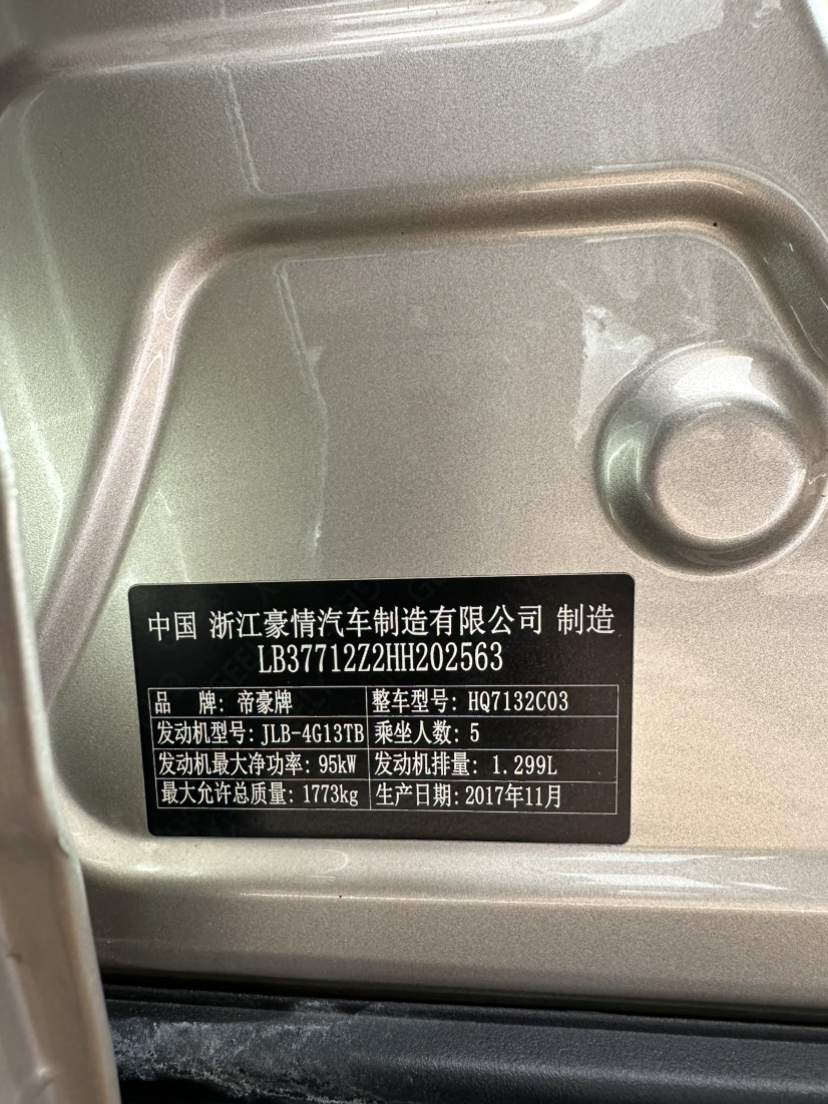 中国 浙江豪情汽车制造有限公司 制造
LB37712Z2HH202563
品 牌: 帝豪牌 整车型号: HQ7132C03
发动机型号: JLB-4G13TB 乘坐人数: 5
发动机最大净功率: 95kW 发动机排量: 1.299L
最大允许总质量: 1773kg 生产日期: 2017年11月